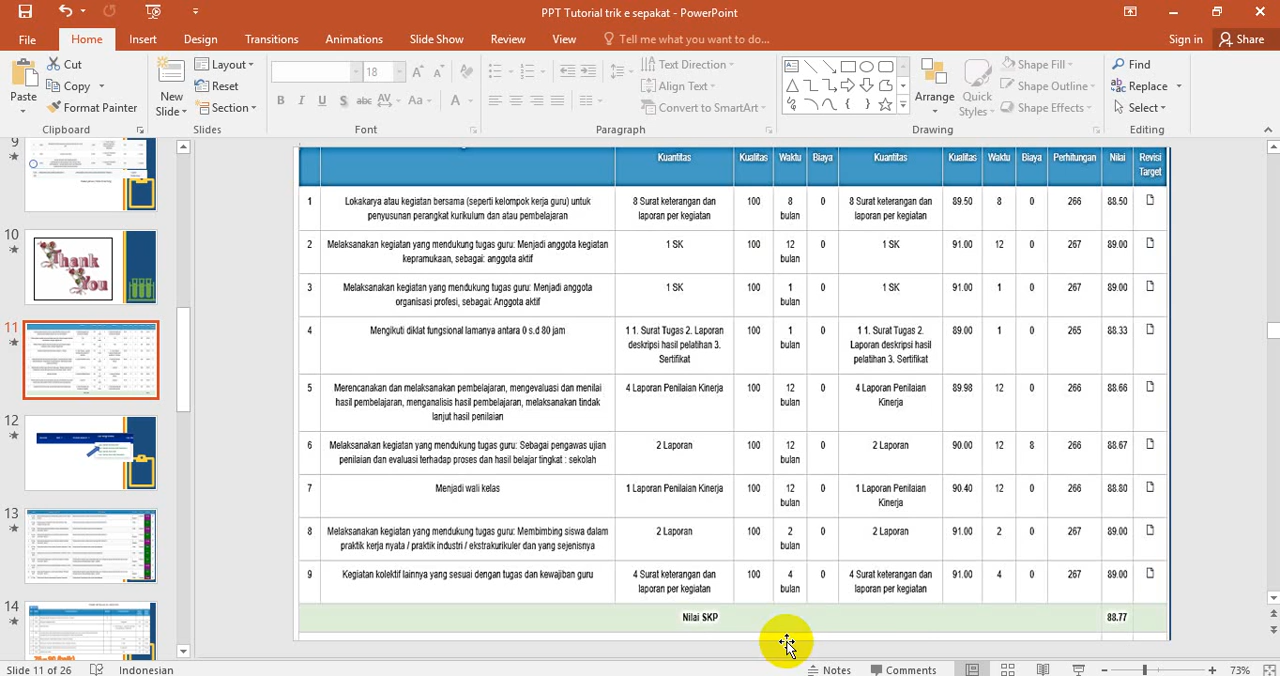 PPT Tutorial trik e sepakat - PowerPoint
File Home Insert Design Transitions Animations Slide Show Review View Tell me what you want to do... Sign in Share
Paste Cut Copy Format Painter Clipboard
New Slide Layout Reset Section Slides
18 B I U S abc AV Aa A Font
Text Direction Align Text Convert to SmartArt Paragraph
Arrange Quick Styles Shape Fill Shape Outline Shape Effects Drawing
Find Replace Select Editing
9
10
Thank You
11
12
13
14
Kuantitas Kualitas Waktu Biaya Kuantitas Kualitas Waktu Biaya Perhitungan Nilai Revisi Target
1 Lokakarya atau kegiatan bersama (seperti kelompok kerja guru) untuk penyusunan perangkat kurikulum dan atau pembelajaran 8 Surat keterangan dan laporan per kegiatan 100 8 bulan 0 8 Surat keterangan dan laporan per kegiatan 89.50 8 0 266 88.50
2 Melaksanakan kegiatan yang mendukung tugas guru: Menjadi anggota kegiatan kepramukaan, sebagai: anggota aktif 1 SK 100 12 bulan 0 1 SK 91.00 12 0 267 89.00
3 Melaksanakan kegiatan yang mendukung tugas guru: Menjadi anggota organisasi profesi, sebagai: Anggota aktif 1 SK 100 1 bulan 0 1 SK 91.00 1 0 267 89.00
4 Mengikuti diklat fungsional lamanya antara 0 s.d 80 jam 1 1. Surat Tugas 2. Laporan deskripsi hasil pelatihan 3. Sertifikat 100 1 bulan 0 1 1. Surat Tugas 2. Laporan deskripsi hasil pelatihan 3. Sertifikat 89.00 1 0 265 88.33
5 Merencanakan dan melaksanakan pembelajaran, mengevaluasi dan menilai hasil pembelajaran, menganalisis hasil pembelajaran, melaksanakan tindak lanjut hasil penilaian 4 Laporan Penilaian Kinerja 100 12 bulan 0 4 Laporan Penilaian Kinerja 89.98 12 0 266 88.66
6 Melaksanakan kegiatan yang mendukung tugas guru: Sebagai pengawas ujian penilaian dan evaluasi terhadap proses dan hasil belajar tingkat : sekolah 2 Laporan 100 2 bulan 0 2 Laporan 90.00 12 8 266 88.67
7 Menjadi wali kelas 1 Laporan Penilaian Kinerja 100 12 bulan 0 1 Laporan Penilaian Kinerja 90.40 12 0 266 88.80
8 Melaksanakan kegiatan yang mendukung tugas guru: Membimbing siswa dalam praktik kerja nyata / praktik industri / ekstrakurikuler dan yang sejenisnya 2 Laporan 100 2 bulan 0 2 Laporan 91.00 2 0 267 89.00
9 Kegiatan kolektif lainnya yang sesuai dengan tugas dan kewajiban guru 4 Surat keterangan dan laporan per kegiatan 100 4 bulan 0 4 Surat keterangan dan laporan per kegiatan 91.00 4 0 267 89.00
Nilai SKP 88.77
Slide 11 of 26 Indonesian Notes Comments 73%